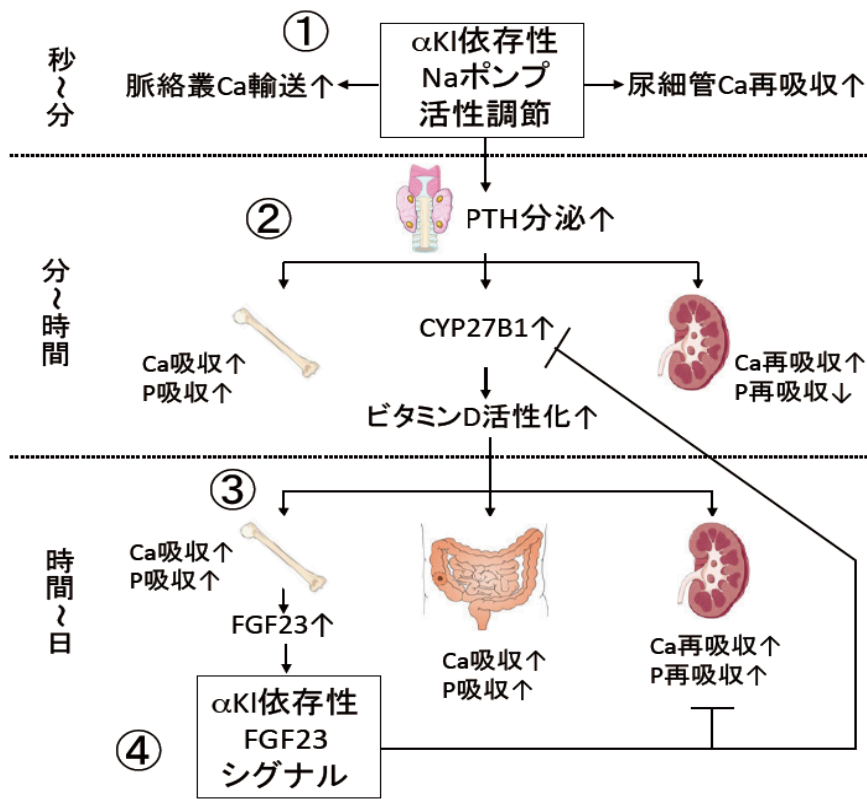 ①
αKl依存性
Naポンプ
活性調節
秒～分
脈絡叢Ca輸送↑
尿細管Ca再吸収↑
②
PTH分泌↑
分～時間
Ca吸収↑
P吸収↑
CYP27B1↑
Ca再吸収↑
P再吸収↓
ビタミンD活性化↑
③
時間～日
Ca吸収↑
P吸収↑
FGF23↑
Ca吸収↑
P吸収↑
Ca再吸収↑
P再吸収↑
④
αKl依存性
FGF23
シグナル